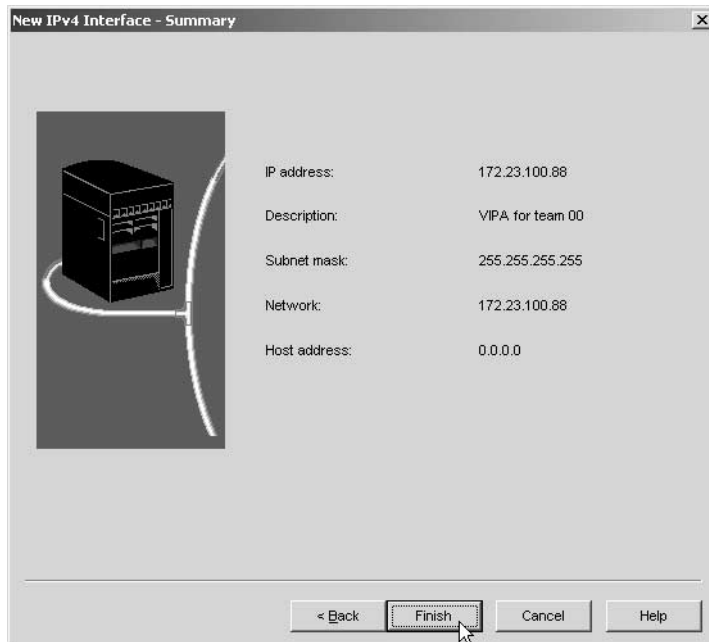 New IPv4 Interface - Summary
IP address: 172.23.100.88
Description: VIPA for team 00
Subnet mask: 255.255.255.255
Network: 172.23.100.88
Host address: 0.0.0.0
< Back Finish Cancel Help